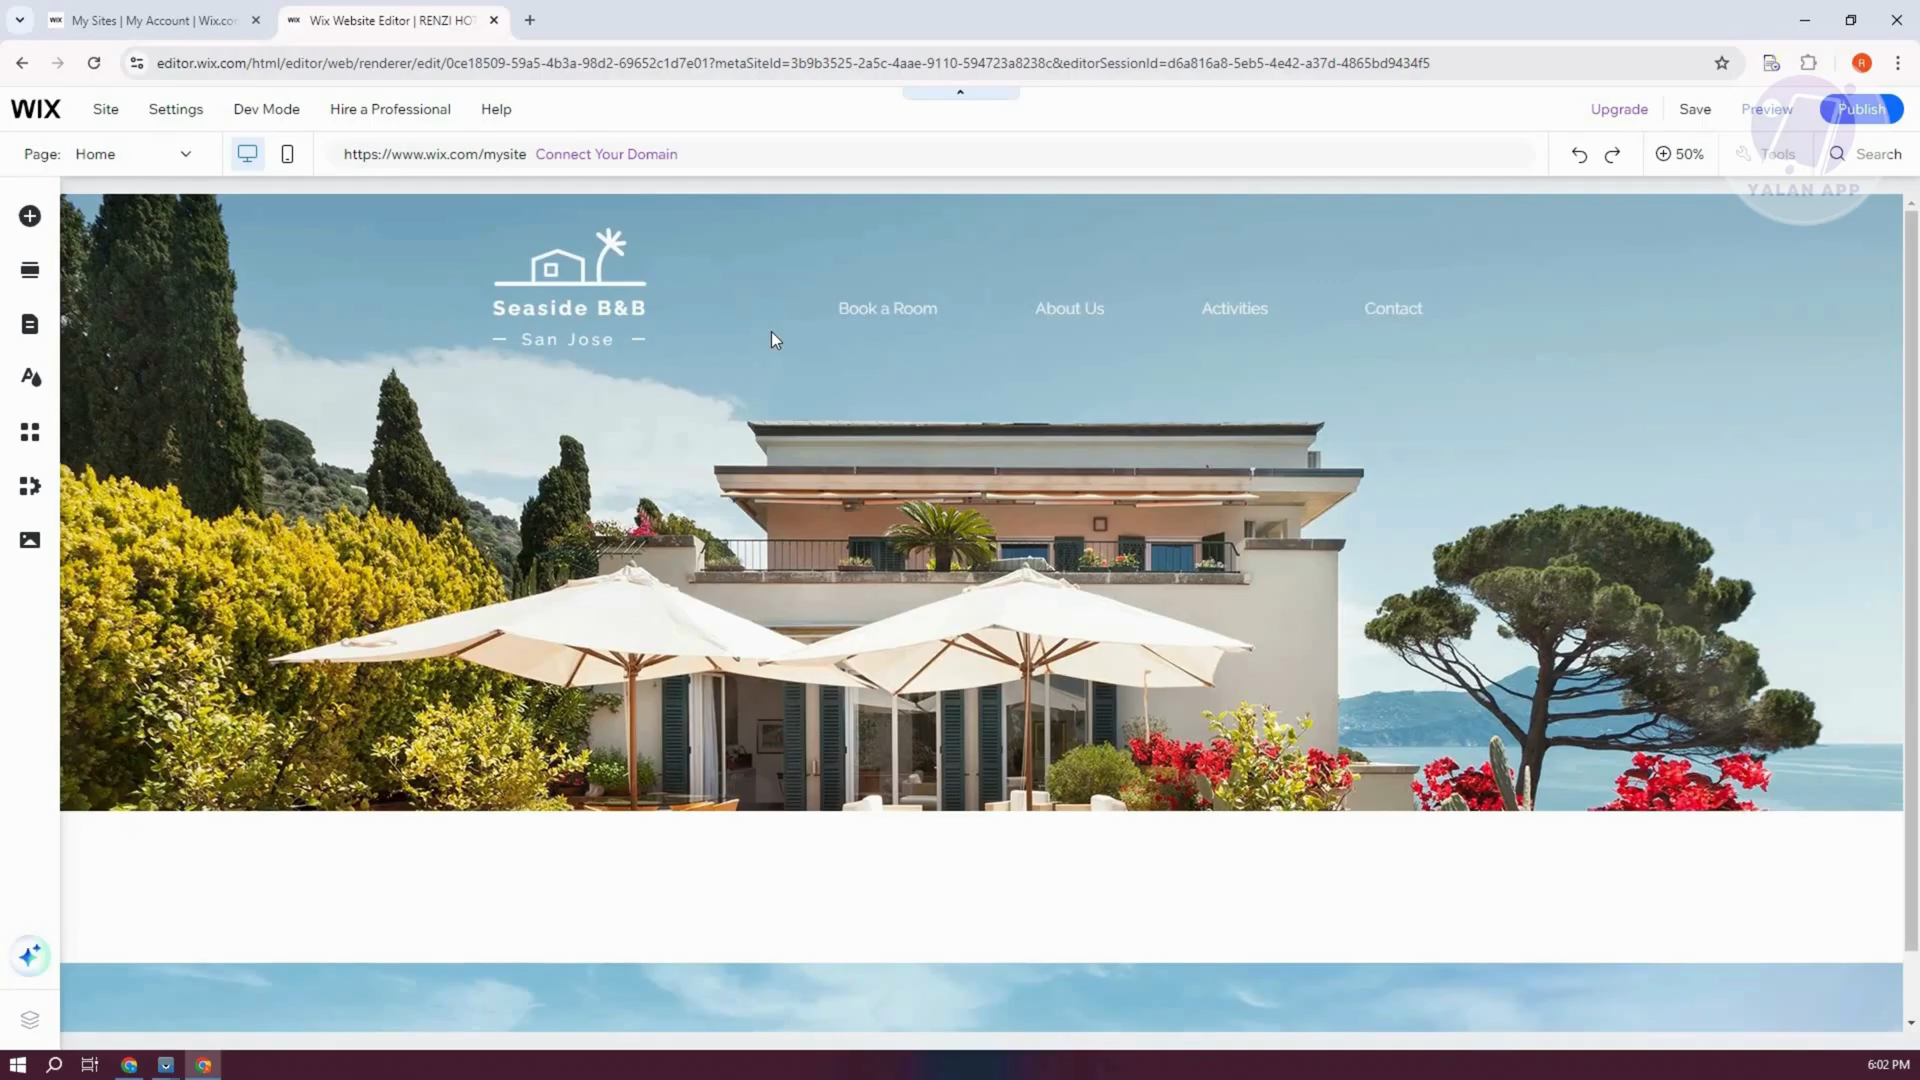 WiX My Sites | My Account | Wix.co
WiX Wix Website Editor | RENZI HO
editor.wix.com/html/editor/web/renderer/edit/0ce18509-59a5-4b3a-98d2-69652c1d7e01?metaSiteId=3b9b3525-2a5c-4aae-9110-594723a8238c&editorSessionId=d6a816a8-5eb5-4e42-a37d-4865bd9434f5
R
WIX Site Settings Dev Mode Hire a Professional Help Upgrade Save Preview Publish
Page: Home https://www.wix.com/mysite Connect Your Domain 50% Tools Search
YALAN APP
Seaside B&B
— San Jose —
Book a Room About Us Activities Contact
6:02 PM